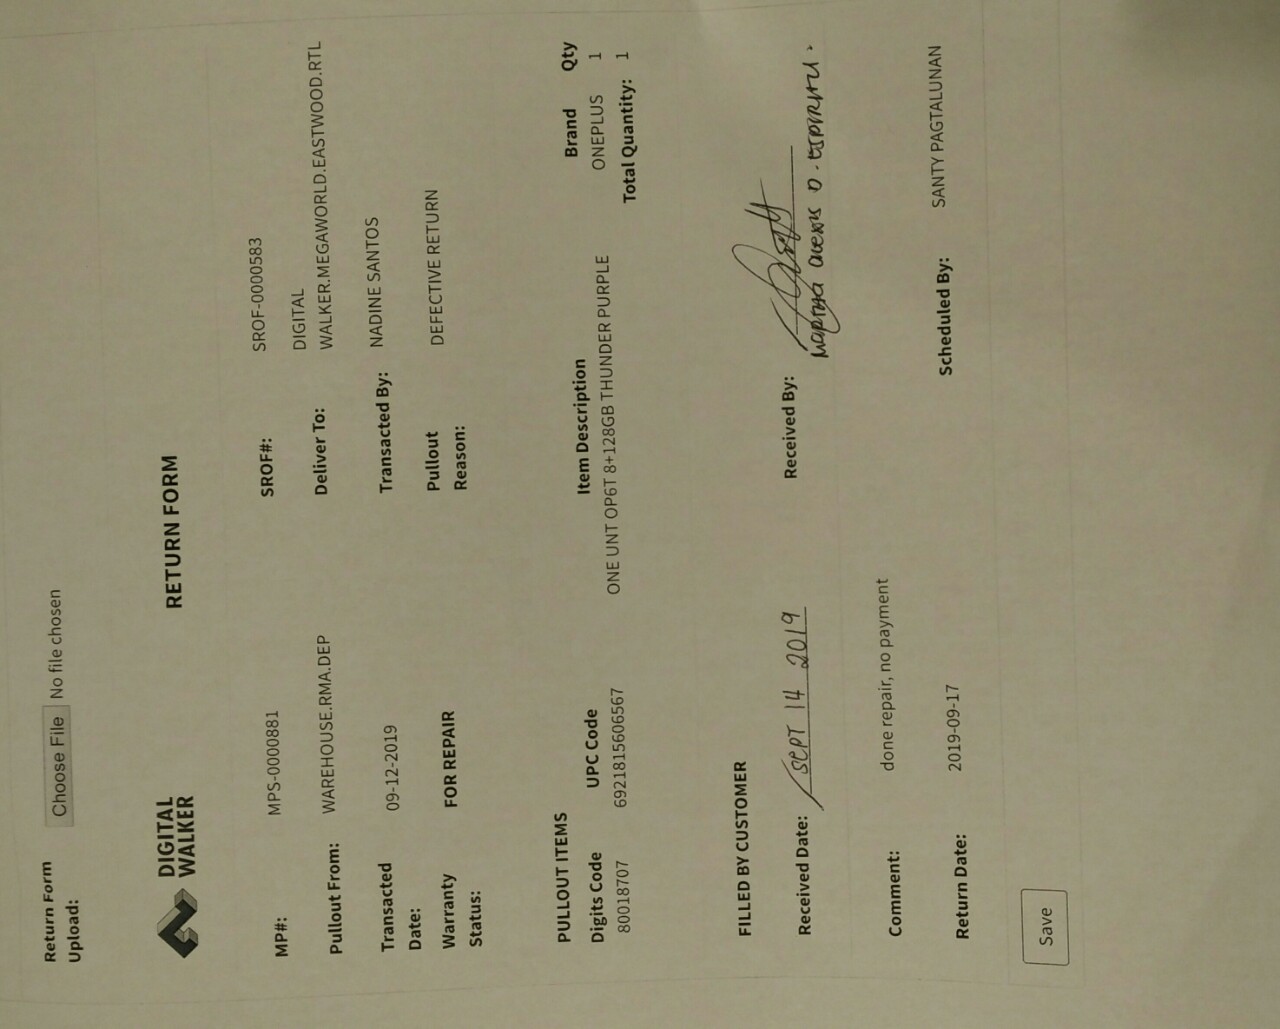 Return Form Upload: Choose File No file chosen
DIGITAL WALKER
RETURN FORM
MP#: MPS-0000881 SROF#: SROF-0000583
Pullout From: WAREHOUSE.RMA.DEP Deliver To: DIGITAL WALKER.MEGAWORLD.EASTWOOD.RTL
Transacted Date: 09-12-2019 Transacted By: NADINE SANTOS
Warranty Status: FOR REPAIR Pullout Reason: DEFECTIVE RETURN
PULLOUT ITEMS
Digits Code UPC Code Item Description Brand Qty
80018707 6921815606567 ONE UNT OP6T 8+128GB THUNDER PURPLE ONEPLUS 1
Total Quantity: 1
FILLED BY CUSTOMER
Received Date: SEPT 14 2019 Received By:
Comment: done repair, no payment
Return Date: 2019-09-17 Scheduled By: SANTY PAGTALUNAN
Save